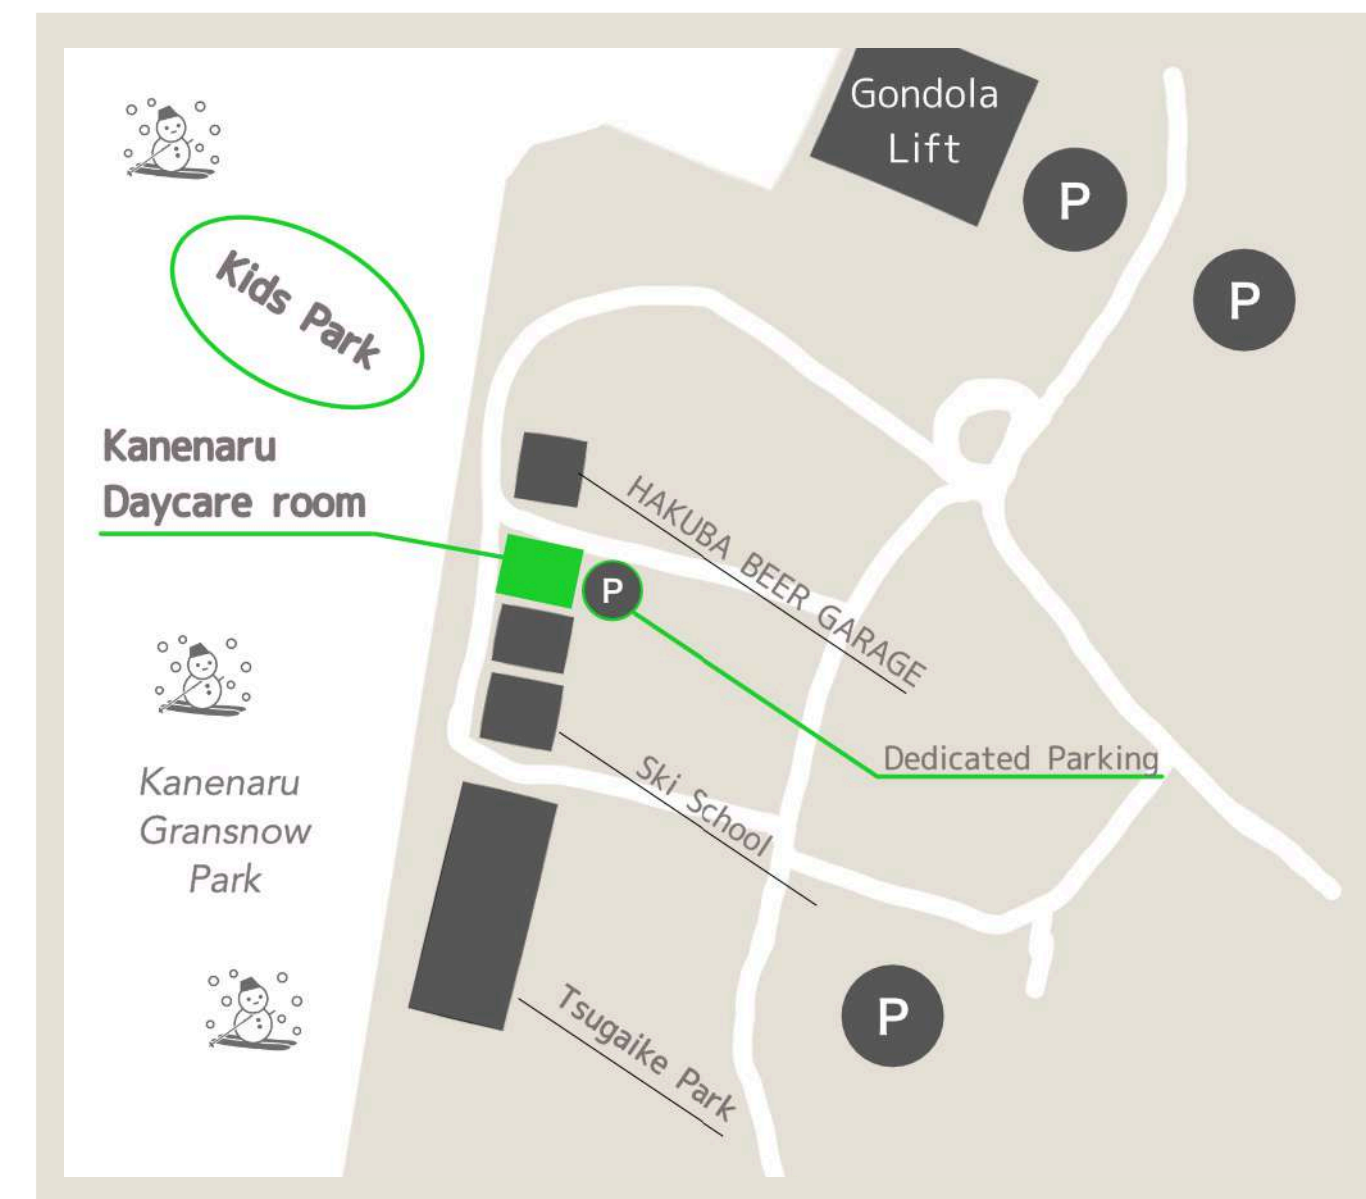 Gondola
Lift
P
P
Kids Park
Kanenaru
Daycare room
HAKUBA BEER GARAGE
P
Dedicated Parking
Ski School
Kanenaru
Gransnow
Park
P
Tsugaike Park